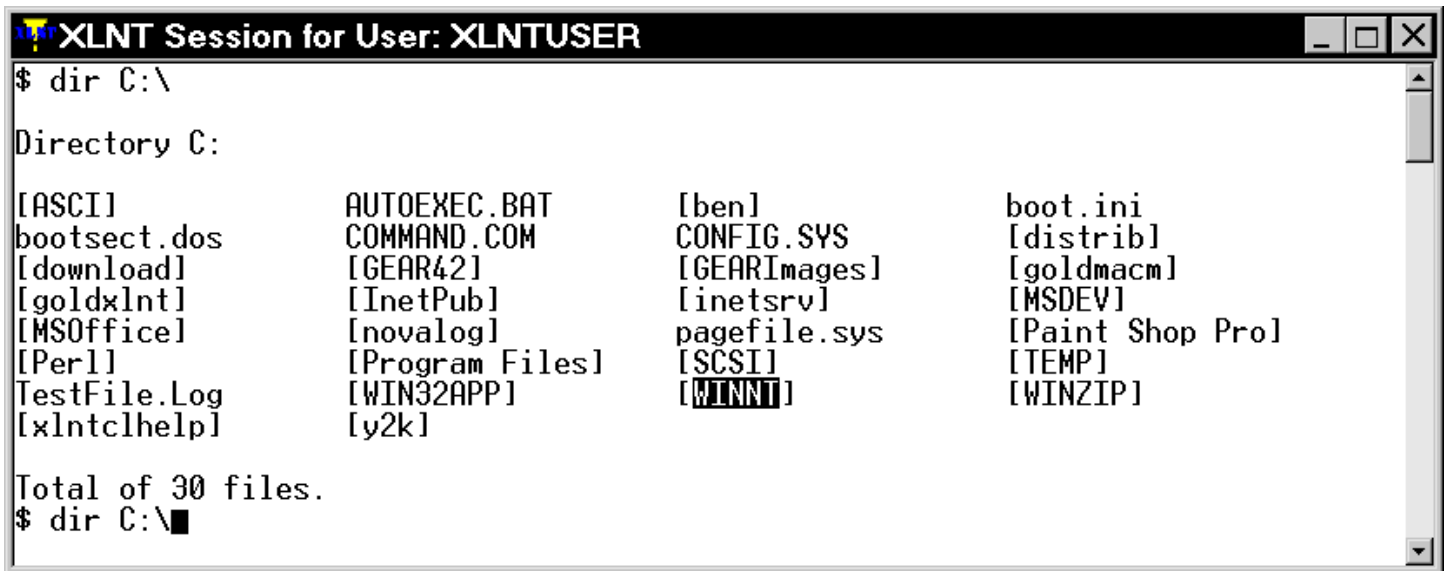 XLNT Session for User: XLNTUSER
$ dir C:\
Directory C:
[ASCI] AUTOEXEC.BAT [ben] boot.ini
bootsect.dos COMMAND.COM CONFIG.SYS [distrib]
[download] [GEAR42] [GEARImages] [goldmacm]
[goldxlnt] [InetPub] [inetsrv] [MSDEV]
[MSOffice] [novalog] pagefile.sys [Paint Shop Pro]
[Perl] [Program Files] [SCSI] [TEMP]
TestFile.Log [WIN32APP] [WINNT] [WINZIP]
[xlntclhelp] [y2k]
Total of 30 files.
$ dir C:\